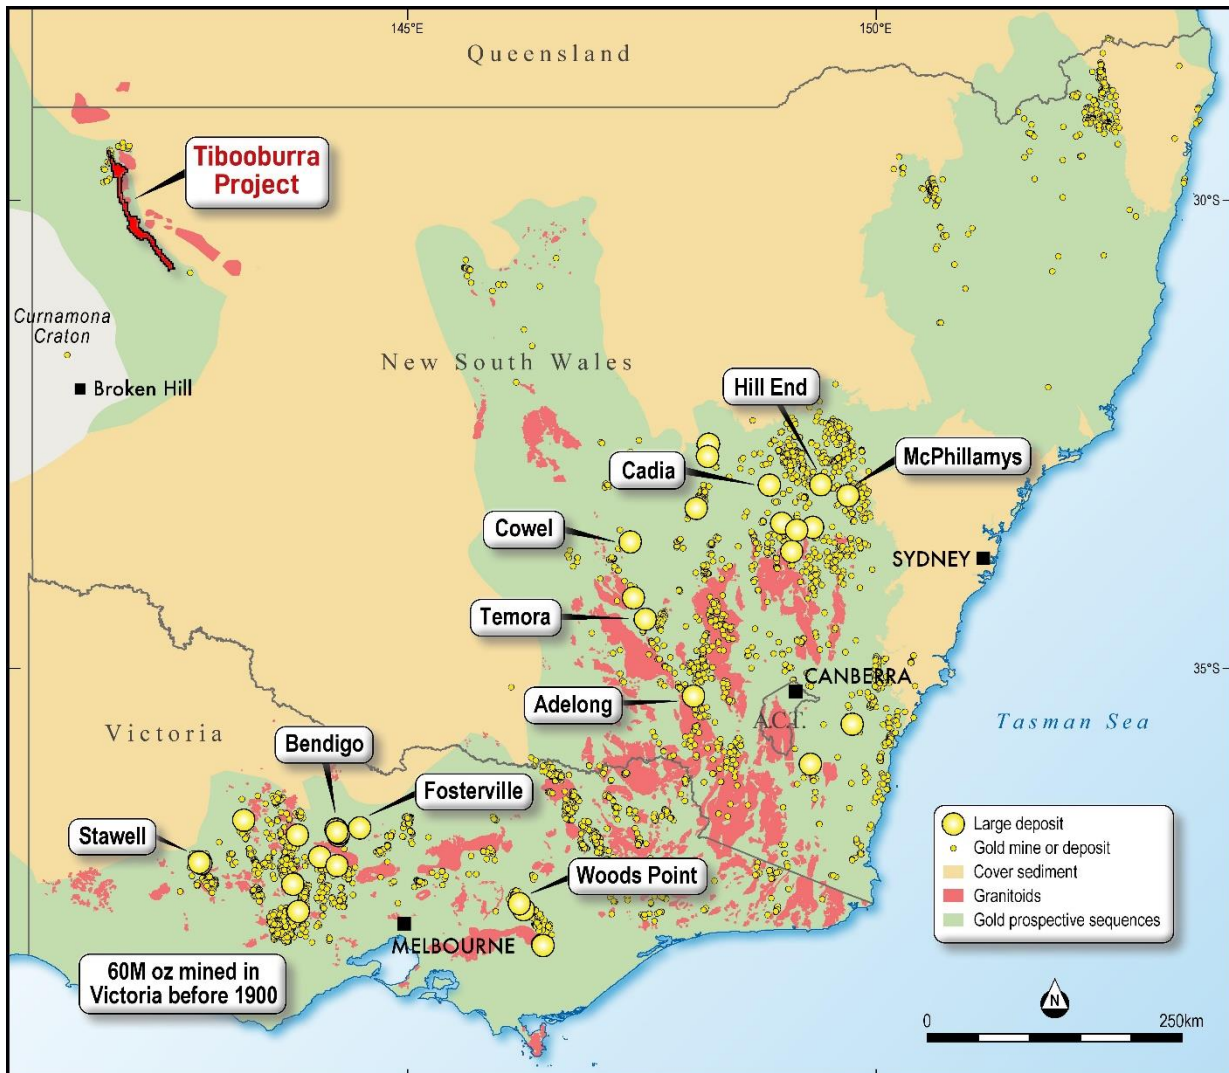 145°E
150°E
Queensland
Tibooburra
Project
30°S
Curnamona
Craton
New South Wales
Broken Hill
Hill End
McPhillamys
Cadia
Cowel
SYDNEY
Temora
35°S
CANBERRA
Adelong
A.C.T.
Tasman Sea
Victoria
Bendigo
Fosterville
Stawell
Woods Point
MELBOURNE
60M oz mined in
Victoria before 1900
Large deposit
Gold mine or deposit
Cover sediment
Granitoids
Gold prospective sequences
N
0
250km